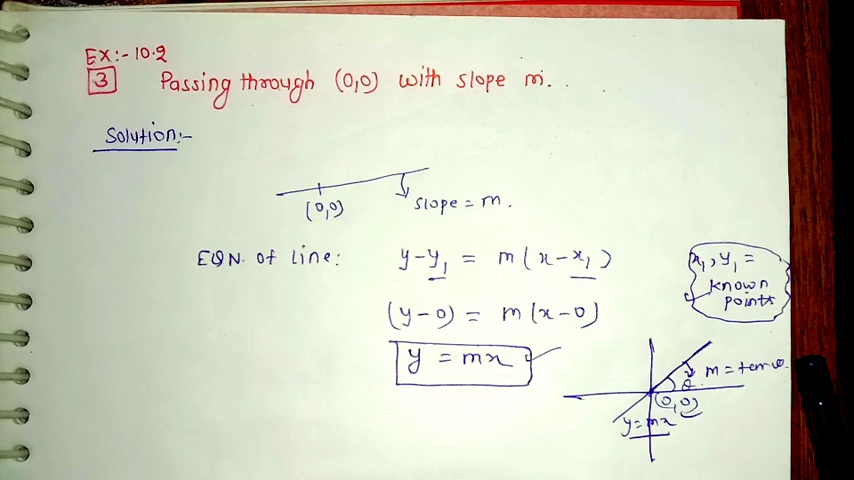 EX:- 10.2
3 Passing through (0,0) with slope m.
Solution:-
(0,0)
slope = m.
EQN. of line: y-y₁ = m(x-x₁)
(y-0) = m(x-0)
y = mx
x₁, y₁ =
known
points
m = tanθ.
θ
(0,0)
y=mx